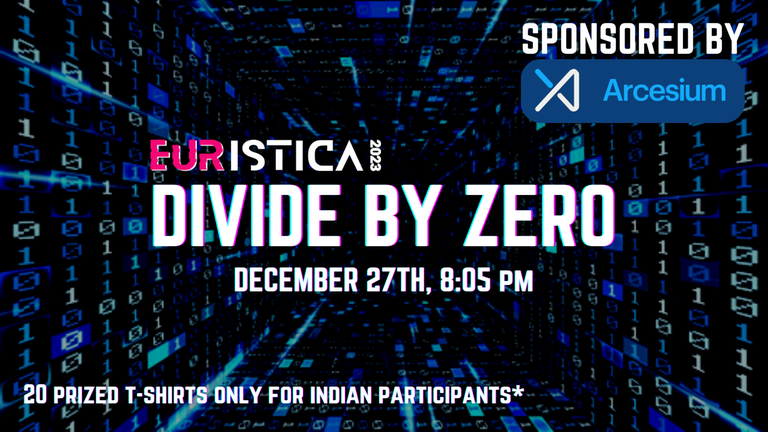 SPONSORED BY
Arcesium
EURISTICA 2023
DIVIDE BY ZERO
DECEMBER 27TH, 8:05 PM
20 PRIZED T-SHIRTS ONLY FOR INDIAN PARTICIPANTS*